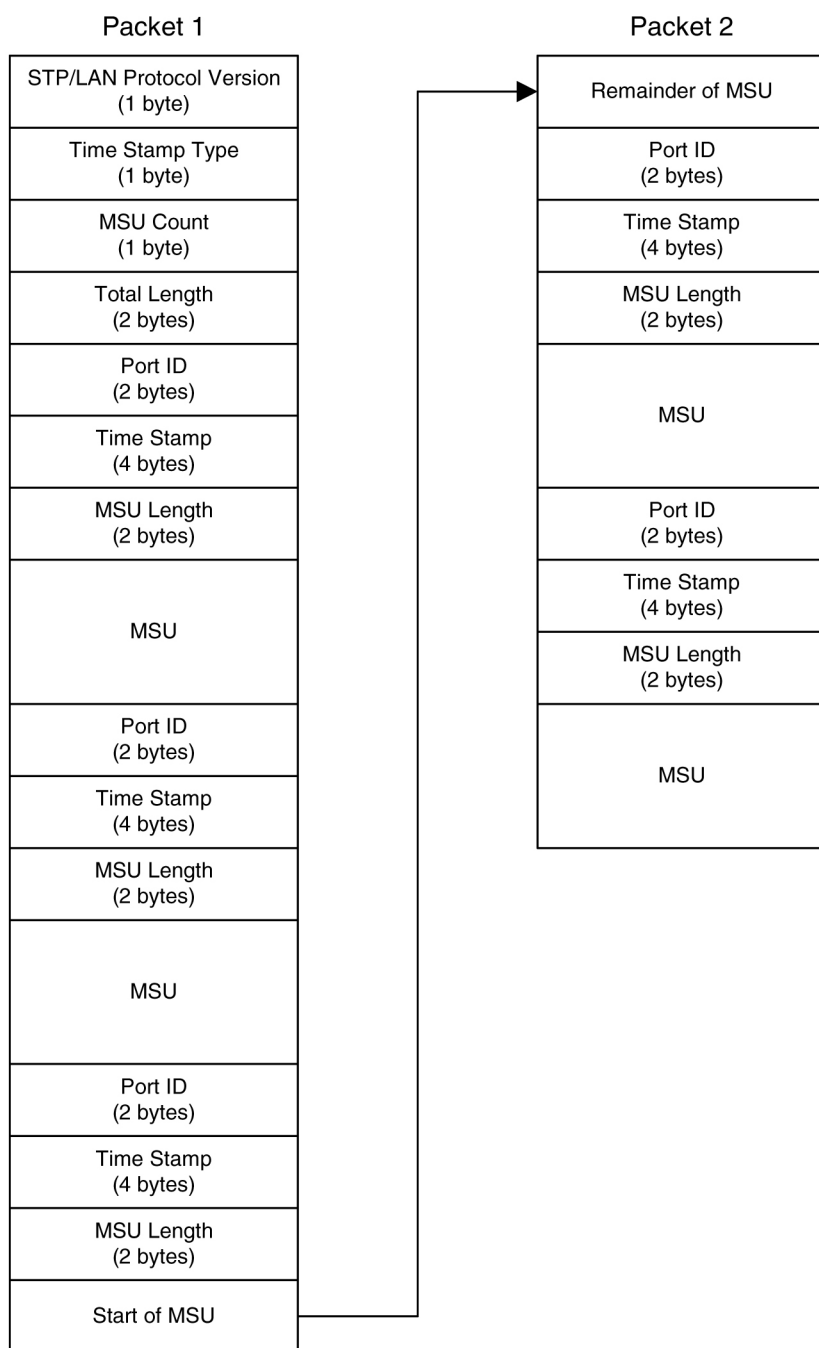 Packet 1
STP/LAN Protocol Version
(1 byte)
Time Stamp Type
(1 byte)
MSU Count
(1 byte)
Total Length
(2 bytes)
Port ID
(2 bytes)
Time Stamp
(4 bytes)
MSU Length
(2 bytes)
MSU
Port ID
(2 bytes)
Time Stamp
(4 bytes)
MSU Length
(2 bytes)
MSU
Port ID
(2 bytes)
Time Stamp
(4 bytes)
MSU Length
(2 bytes)
Start of MSU
Packet 2
Remainder of MSU
Port ID
(2 bytes)
Time Stamp
(4 bytes)
MSU Length
(2 bytes)
MSU
Port ID
(2 bytes)
Time Stamp
(4 bytes)
MSU Length
(2 bytes)
MSU